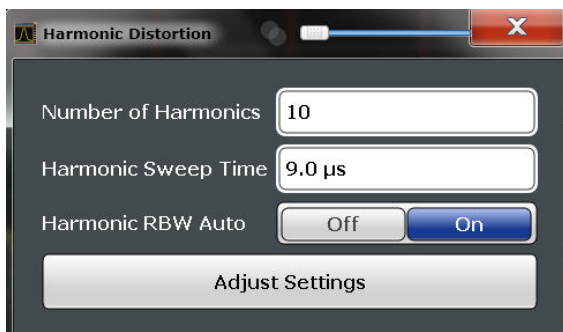 Harmonic Distortion
Number of Harmonics 10
Harmonic Sweep Time 9.0 µs
Harmonic RBW Auto Off On
Adjust Settings